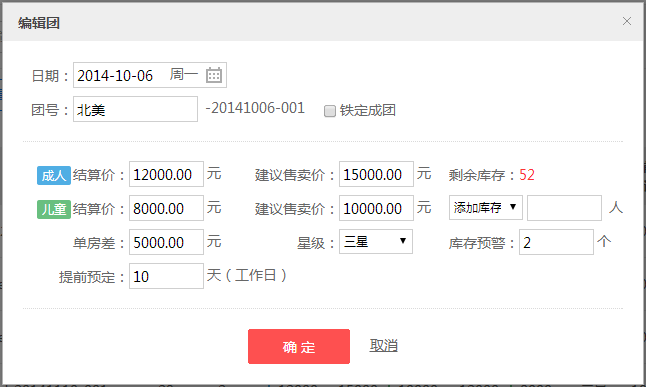 编辑团
日期：2014-10-06 周一
团号：北美 -20141006-001 铁定成团
成人 结算价：12000.00 元 建议售卖价：15000.00 元 剩余库存：52
儿童 结算价：8000.00 元 建议售卖价：10000.00 元 添加库存 人
单房差：5000.00 元 星级：三星 库存预警：2 个
提前预定：10 天（工作日）
确定 取消